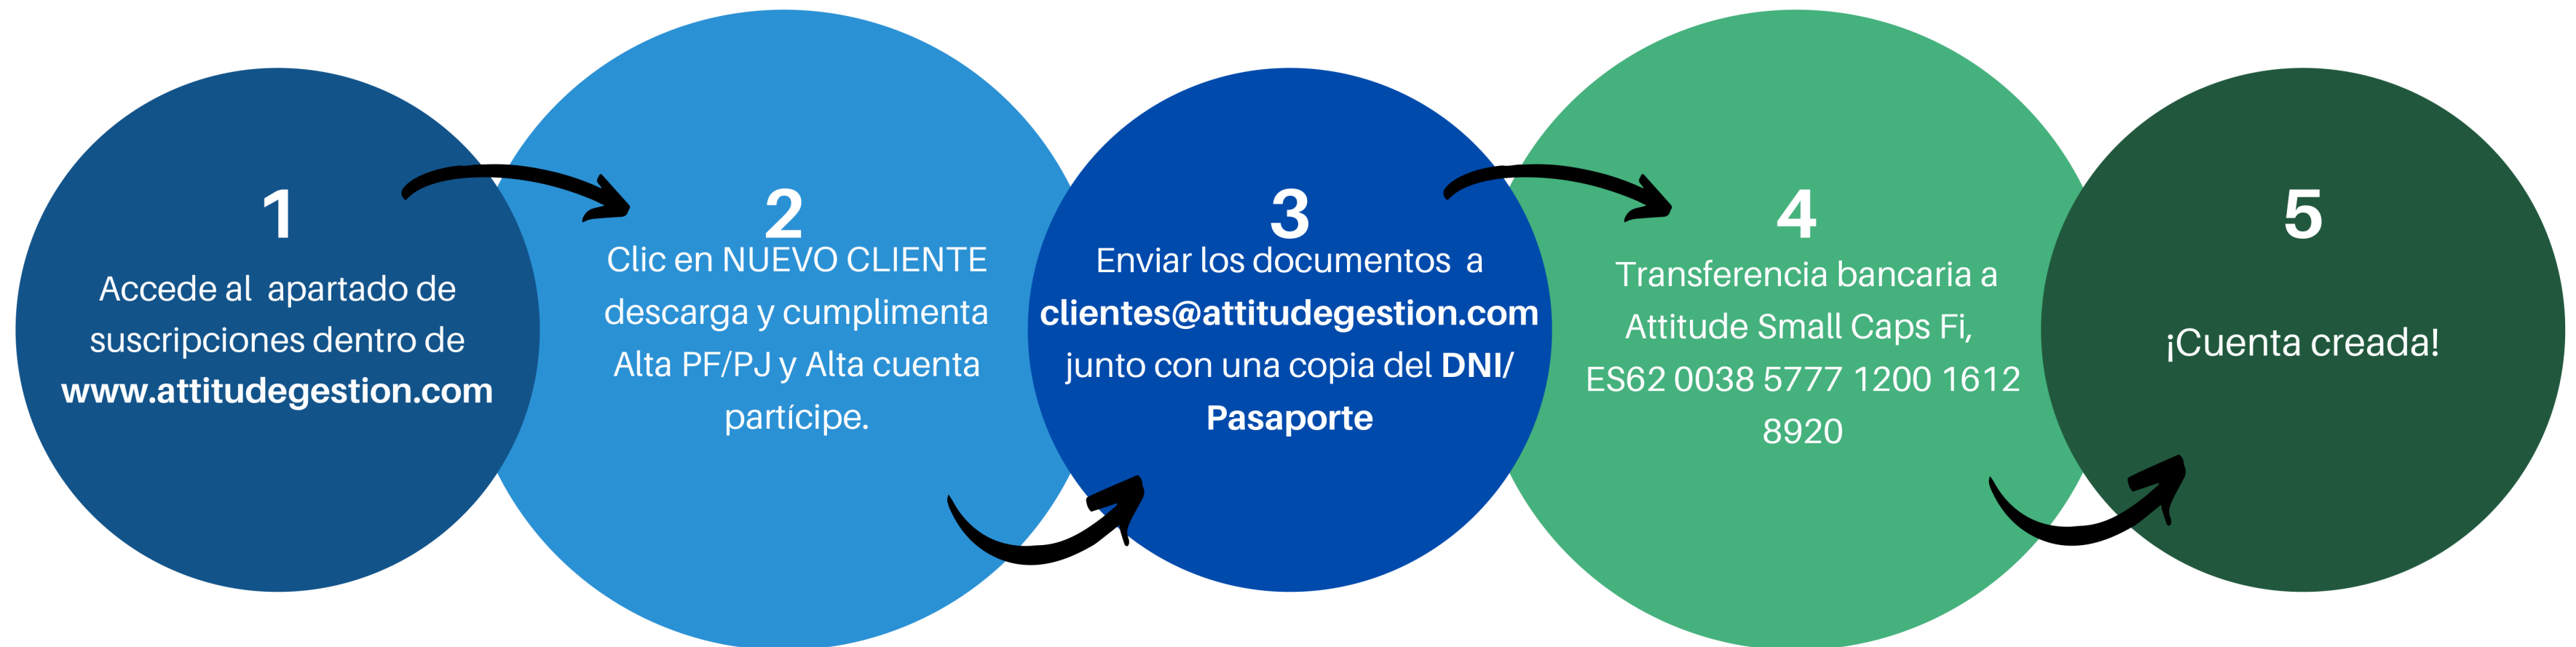 1
Accede al apartado de
suscripciones dentro de
www.attitudegestion.com
2
Clic en NUEVO CLIENTE
descarga y cumplimenta
Alta PF/PJ y Alta cuenta
partícipe.
3
Enviar los documentos a
clientes@attitudegestion.com
junto con una copia del DNI/
Pasaporte
4
Transferencia bancaria a
Attitude Small Caps Fi,
ES62 0038 5777 1200 1612
8920
5
¡Cuenta creada!